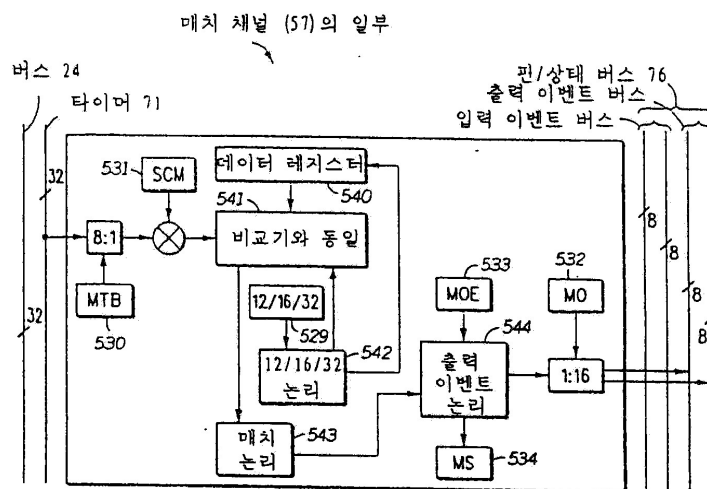 매치 채널 (57)의 일부
버스 24
타이머 71
핀/상태 버스 76
출력 이벤트 버스
입력 이벤트 버스
32
32
531
SCM
데이터 레지스터
540
541
비교기와 동일
8:1
MTB
530
12/16/32
529
12/16/32
논리
542
매치
논리
543
533
MOE
532
MO
544
출력
이벤트
논리
1:16
MS
534
8
8
8
8